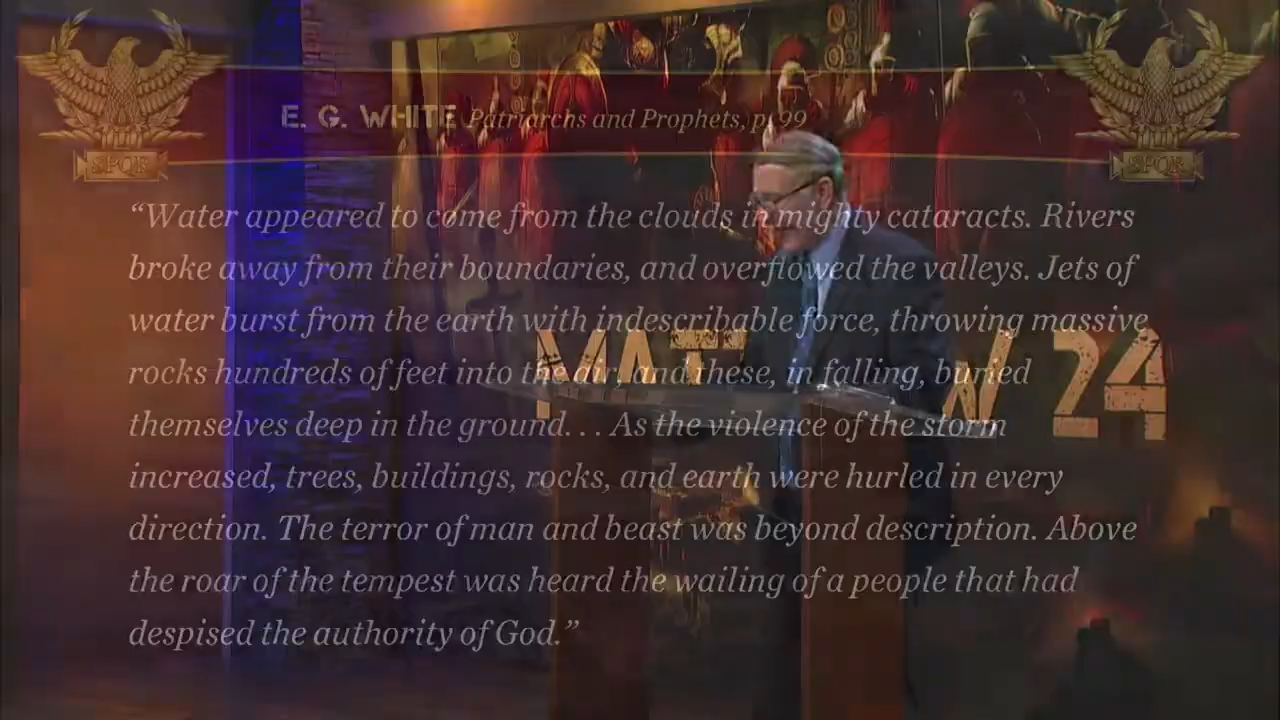 E. G. WHITE Patriarchs and Prophets, p. 99
SPQR SPQR
“Water appeared to come from the clouds in mighty cataracts. Rivers
broke away from their boundaries, and overflowed the valleys. Jets of
water burst from the earth with indescribable force, throwing massive
rocks hundreds of feet into the air, and these, in falling, buried
themselves deep in the ground. . . As the violence of the storm
increased, trees, buildings, rocks, and earth were hurled in every
direction. The terror of man and beast was beyond description. Above
the roar of the tempest was heard the wailing of a people that had
despised the authority of God.”
MATT W 24